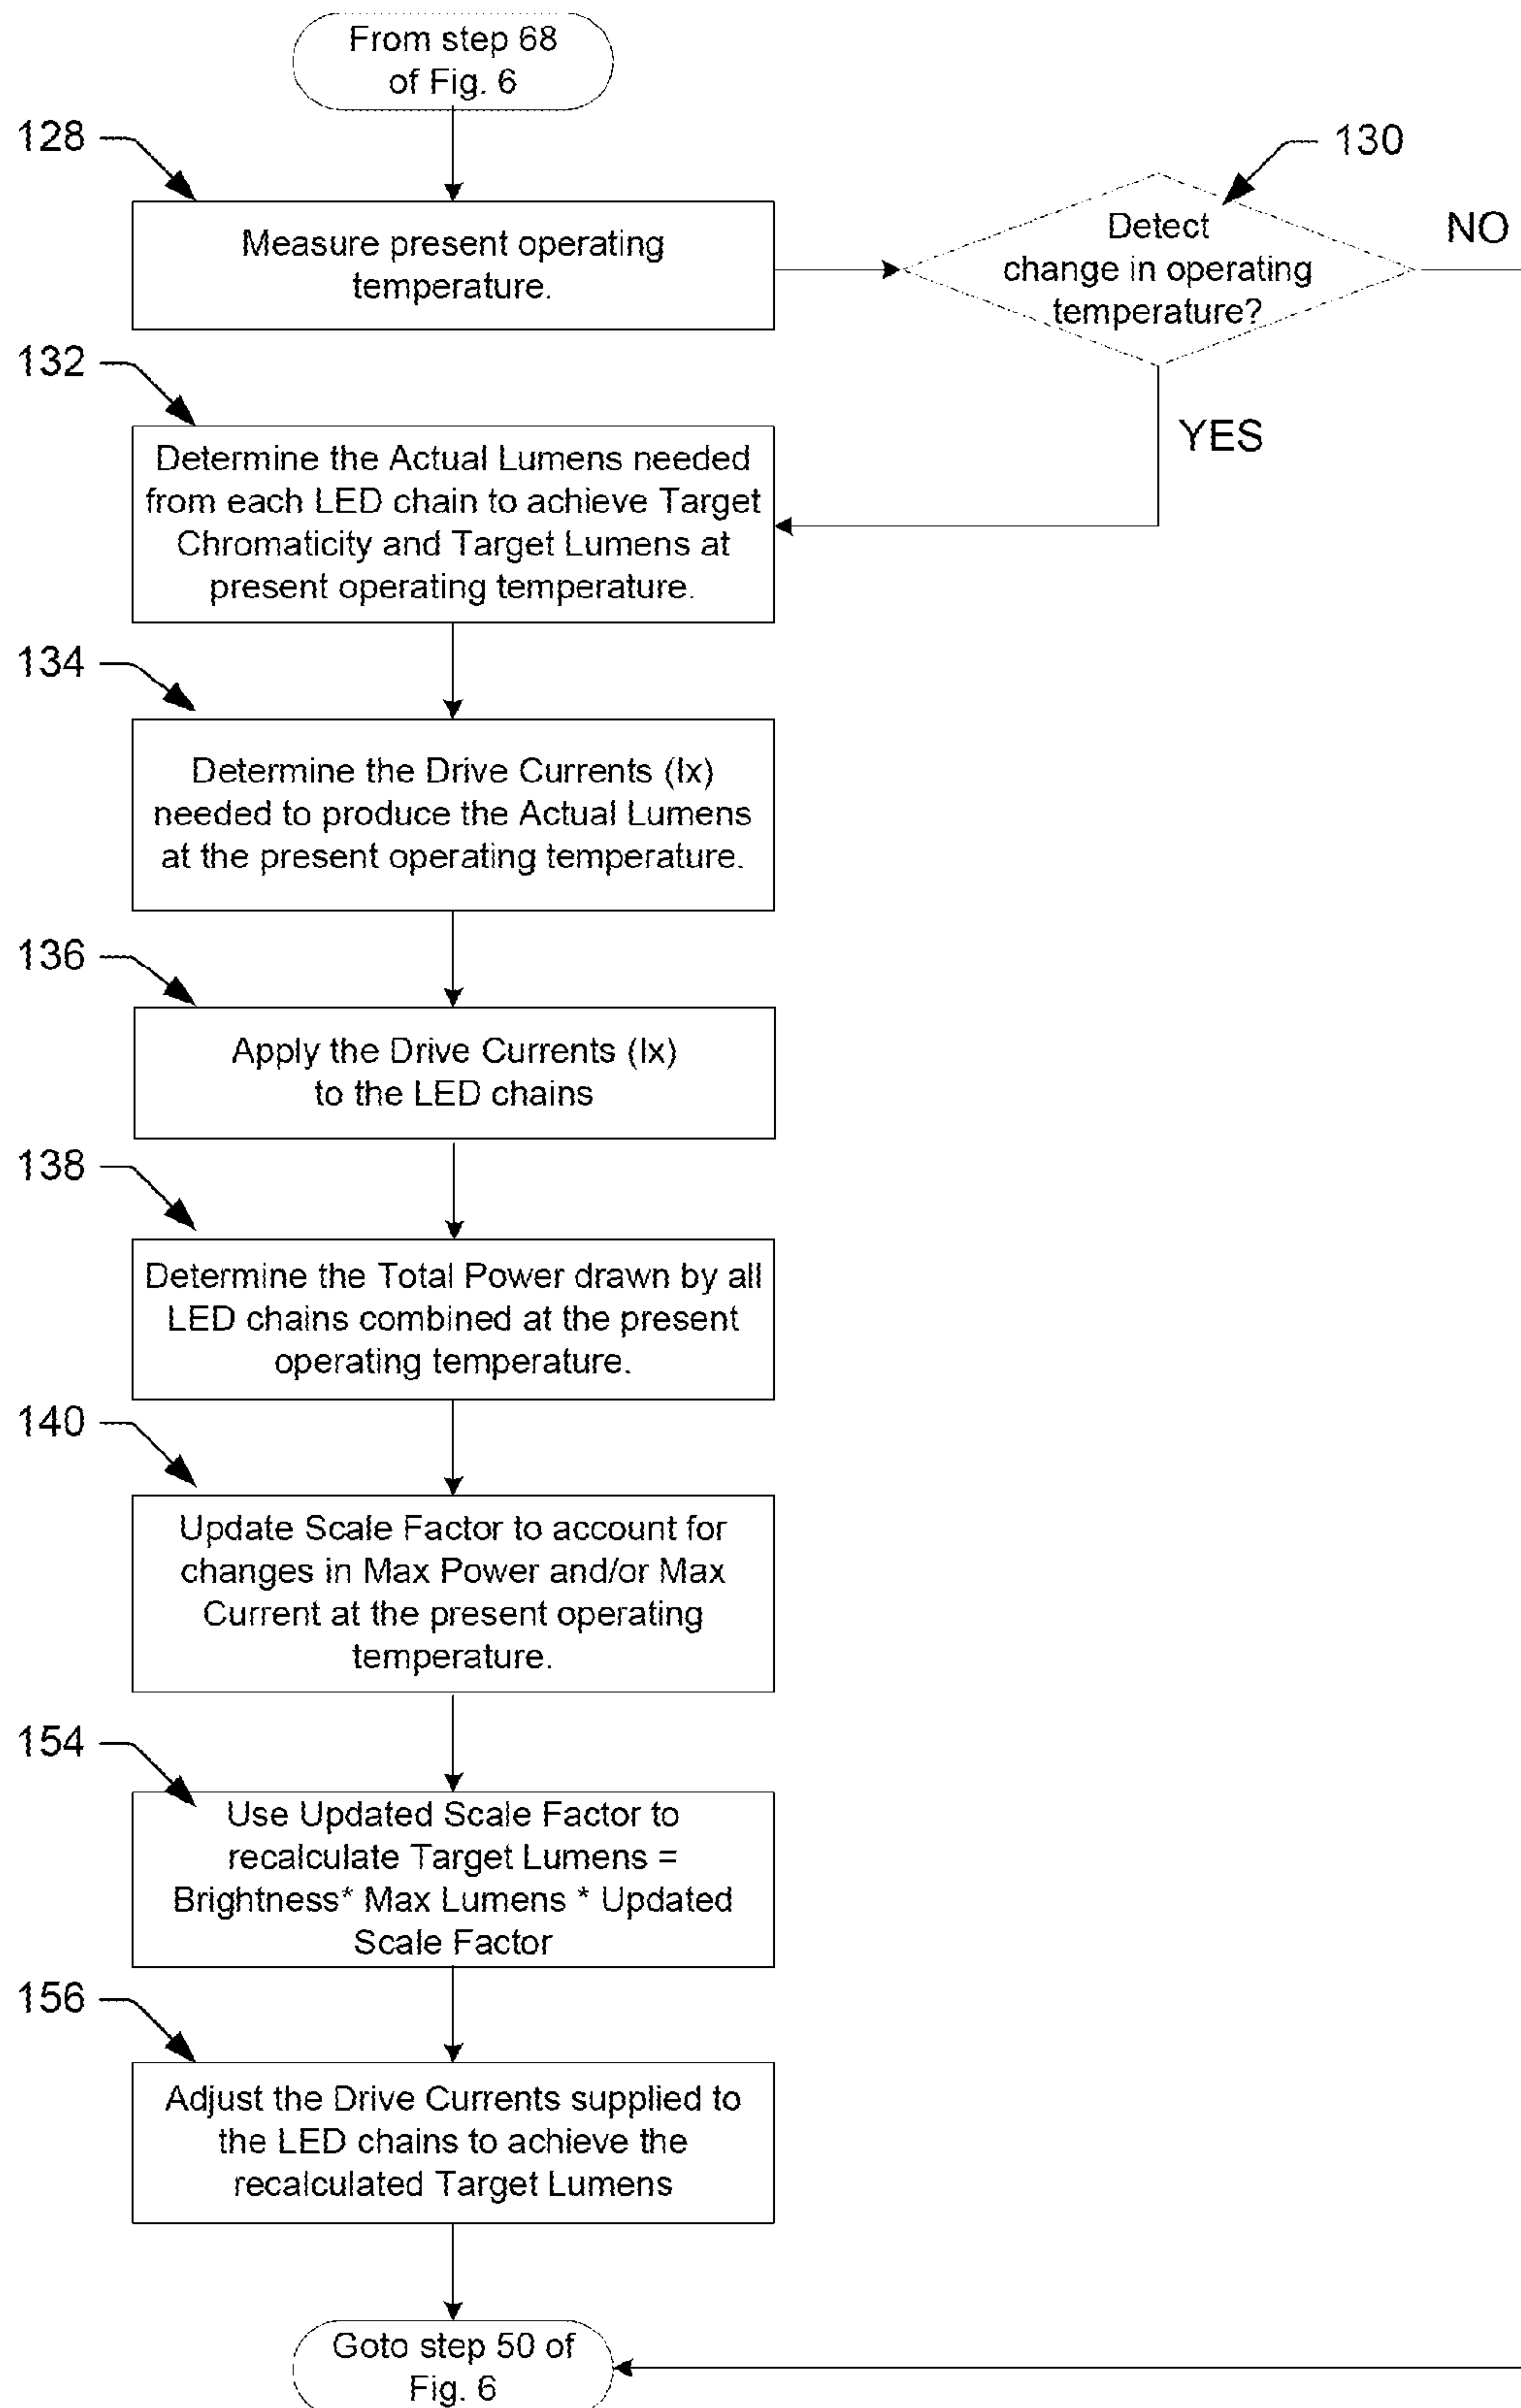 From step 68
of Fig. 6
128
Measure present operating
temperature.
130
Detect
change in operating
temperature?
NO
YES
132
Determine the Actual Lumens needed
from each LED chain to achieve Target
Chromaticity and Target Lumens at
present operating temperature.
134
Determine the Drive Currents (Ix)
needed to produce the Actual Lumens
at the present operating temperature.
136
Apply the Drive Currents (Ix)
to the LED chains
138
Determine the Total Power drawn by all
LED chains combined at the present
operating temperature.
140
Update Scale Factor to account for
changes in Max Power and/or Max
Current at the present operating
temperature.
154
Use Updated Scale Factor to
recalculate Target Lumens =
Brightness* Max Lumens * Updated
Scale Factor
156
Adjust the Drive Currents supplied to
the LED chains to achieve the
recalculated Target Lumens
Goto step 50 of
Fig. 6